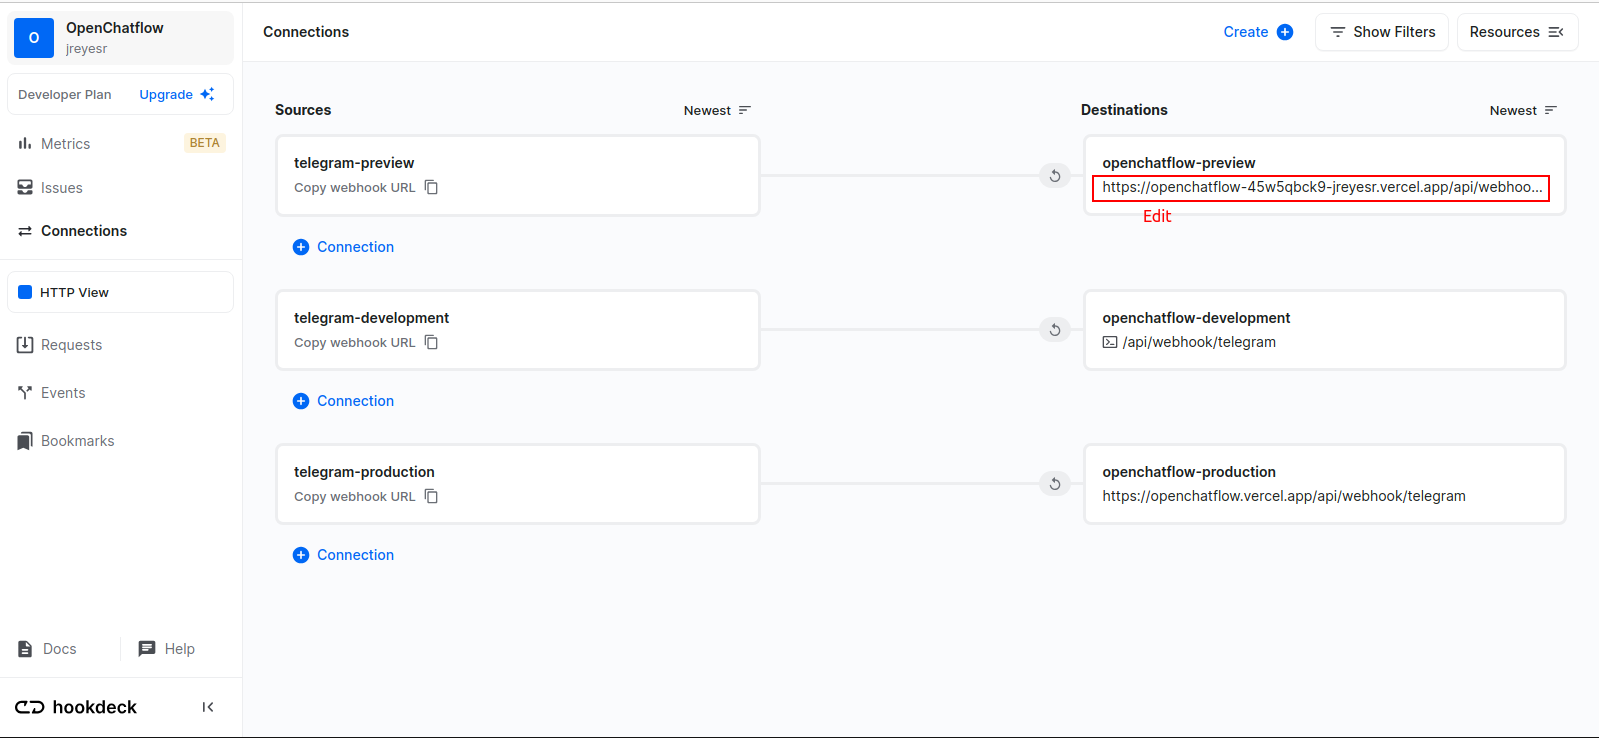 O
OpenChatflow
jreyesr
Developer Plan
Upgrade
Metrics
BETA
Issues
Connections
HTTP View
Requests
Events
Bookmarks
Docs
Help
hookdeck
Connections
Create
Show Filters
Resources
Sources
Newest
Destinations
Newest
telegram-preview
Copy webhook URL
openchatflow-preview
https://openchatflow-45w5qbck9-jreyesr.vercel.app/api/webhoo...
Edit
Connection
telegram-development
Copy webhook URL
openchatflow-development
/api/webhook/telegram
Connection
telegram-production
Copy webhook URL
openchatflow-production
https://openchatflow.vercel.app/api/webhook/telegram
Connection